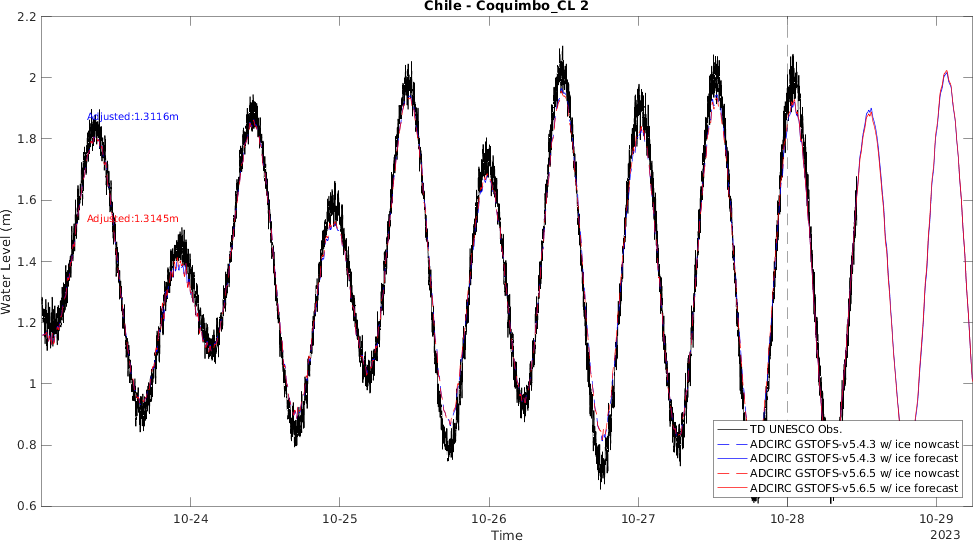 Chile - Coquimbo_CL 2
2.2
2
1.8
1.6
1.4
1.2
1
0.8
0.6
Water Level (m)
Adjusted:1.3116m
Adjusted:1.3145m
TD UNESCO Obs.
ADCIRC GSTOFS-v5.4.3 w/ ice nowcast
ADCIRC GSTOFS-v5.4.3 w/ ice forecast
ADCIRC GSTOFS-v5.6.5 w/ ice nowcast
ADCIRC GSTOFS-v5.6.5 w/ ice forecast
10-24 10-25 10-26 10-27 10-28 10-29
Time
2023